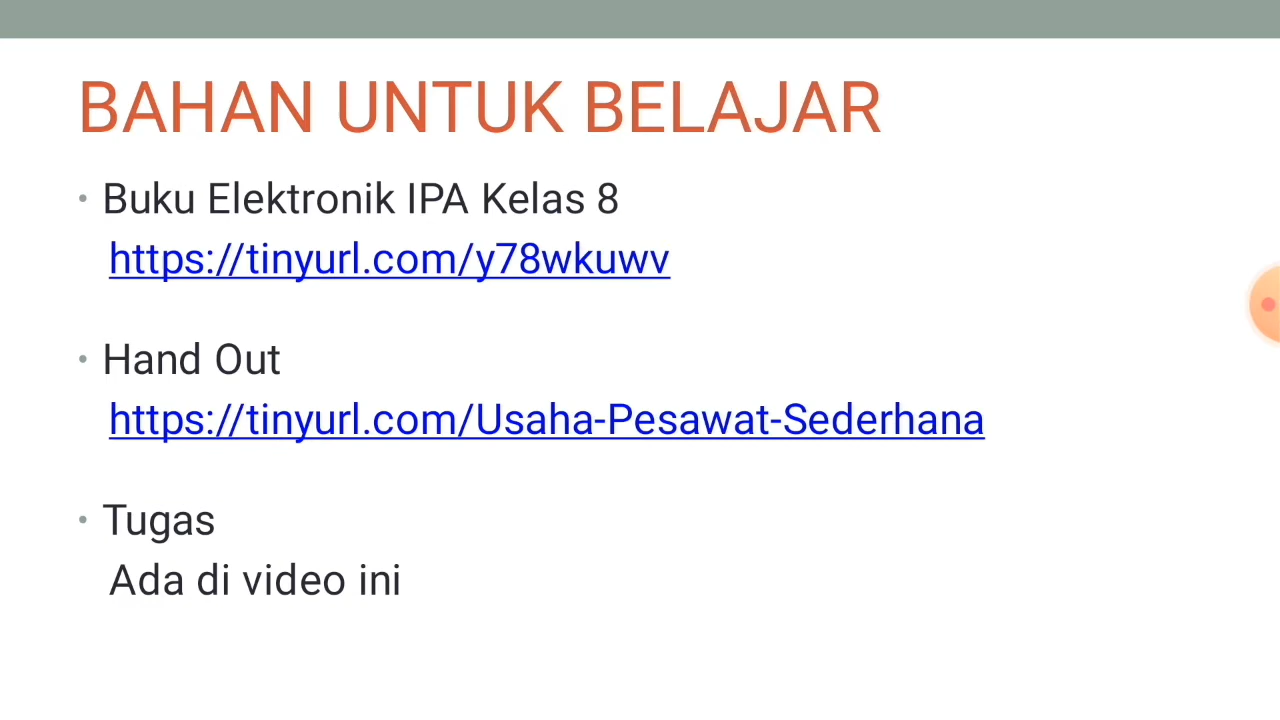 BAHAN UNTUK BELAJAR
• Buku Elektronik IPA Kelas 8
https://tinyurl.com/y78wkuwv
• Hand Out
https://tinyurl.com/Usaha-Pesawat-Sederhana
• Tugas
Ada di video ini